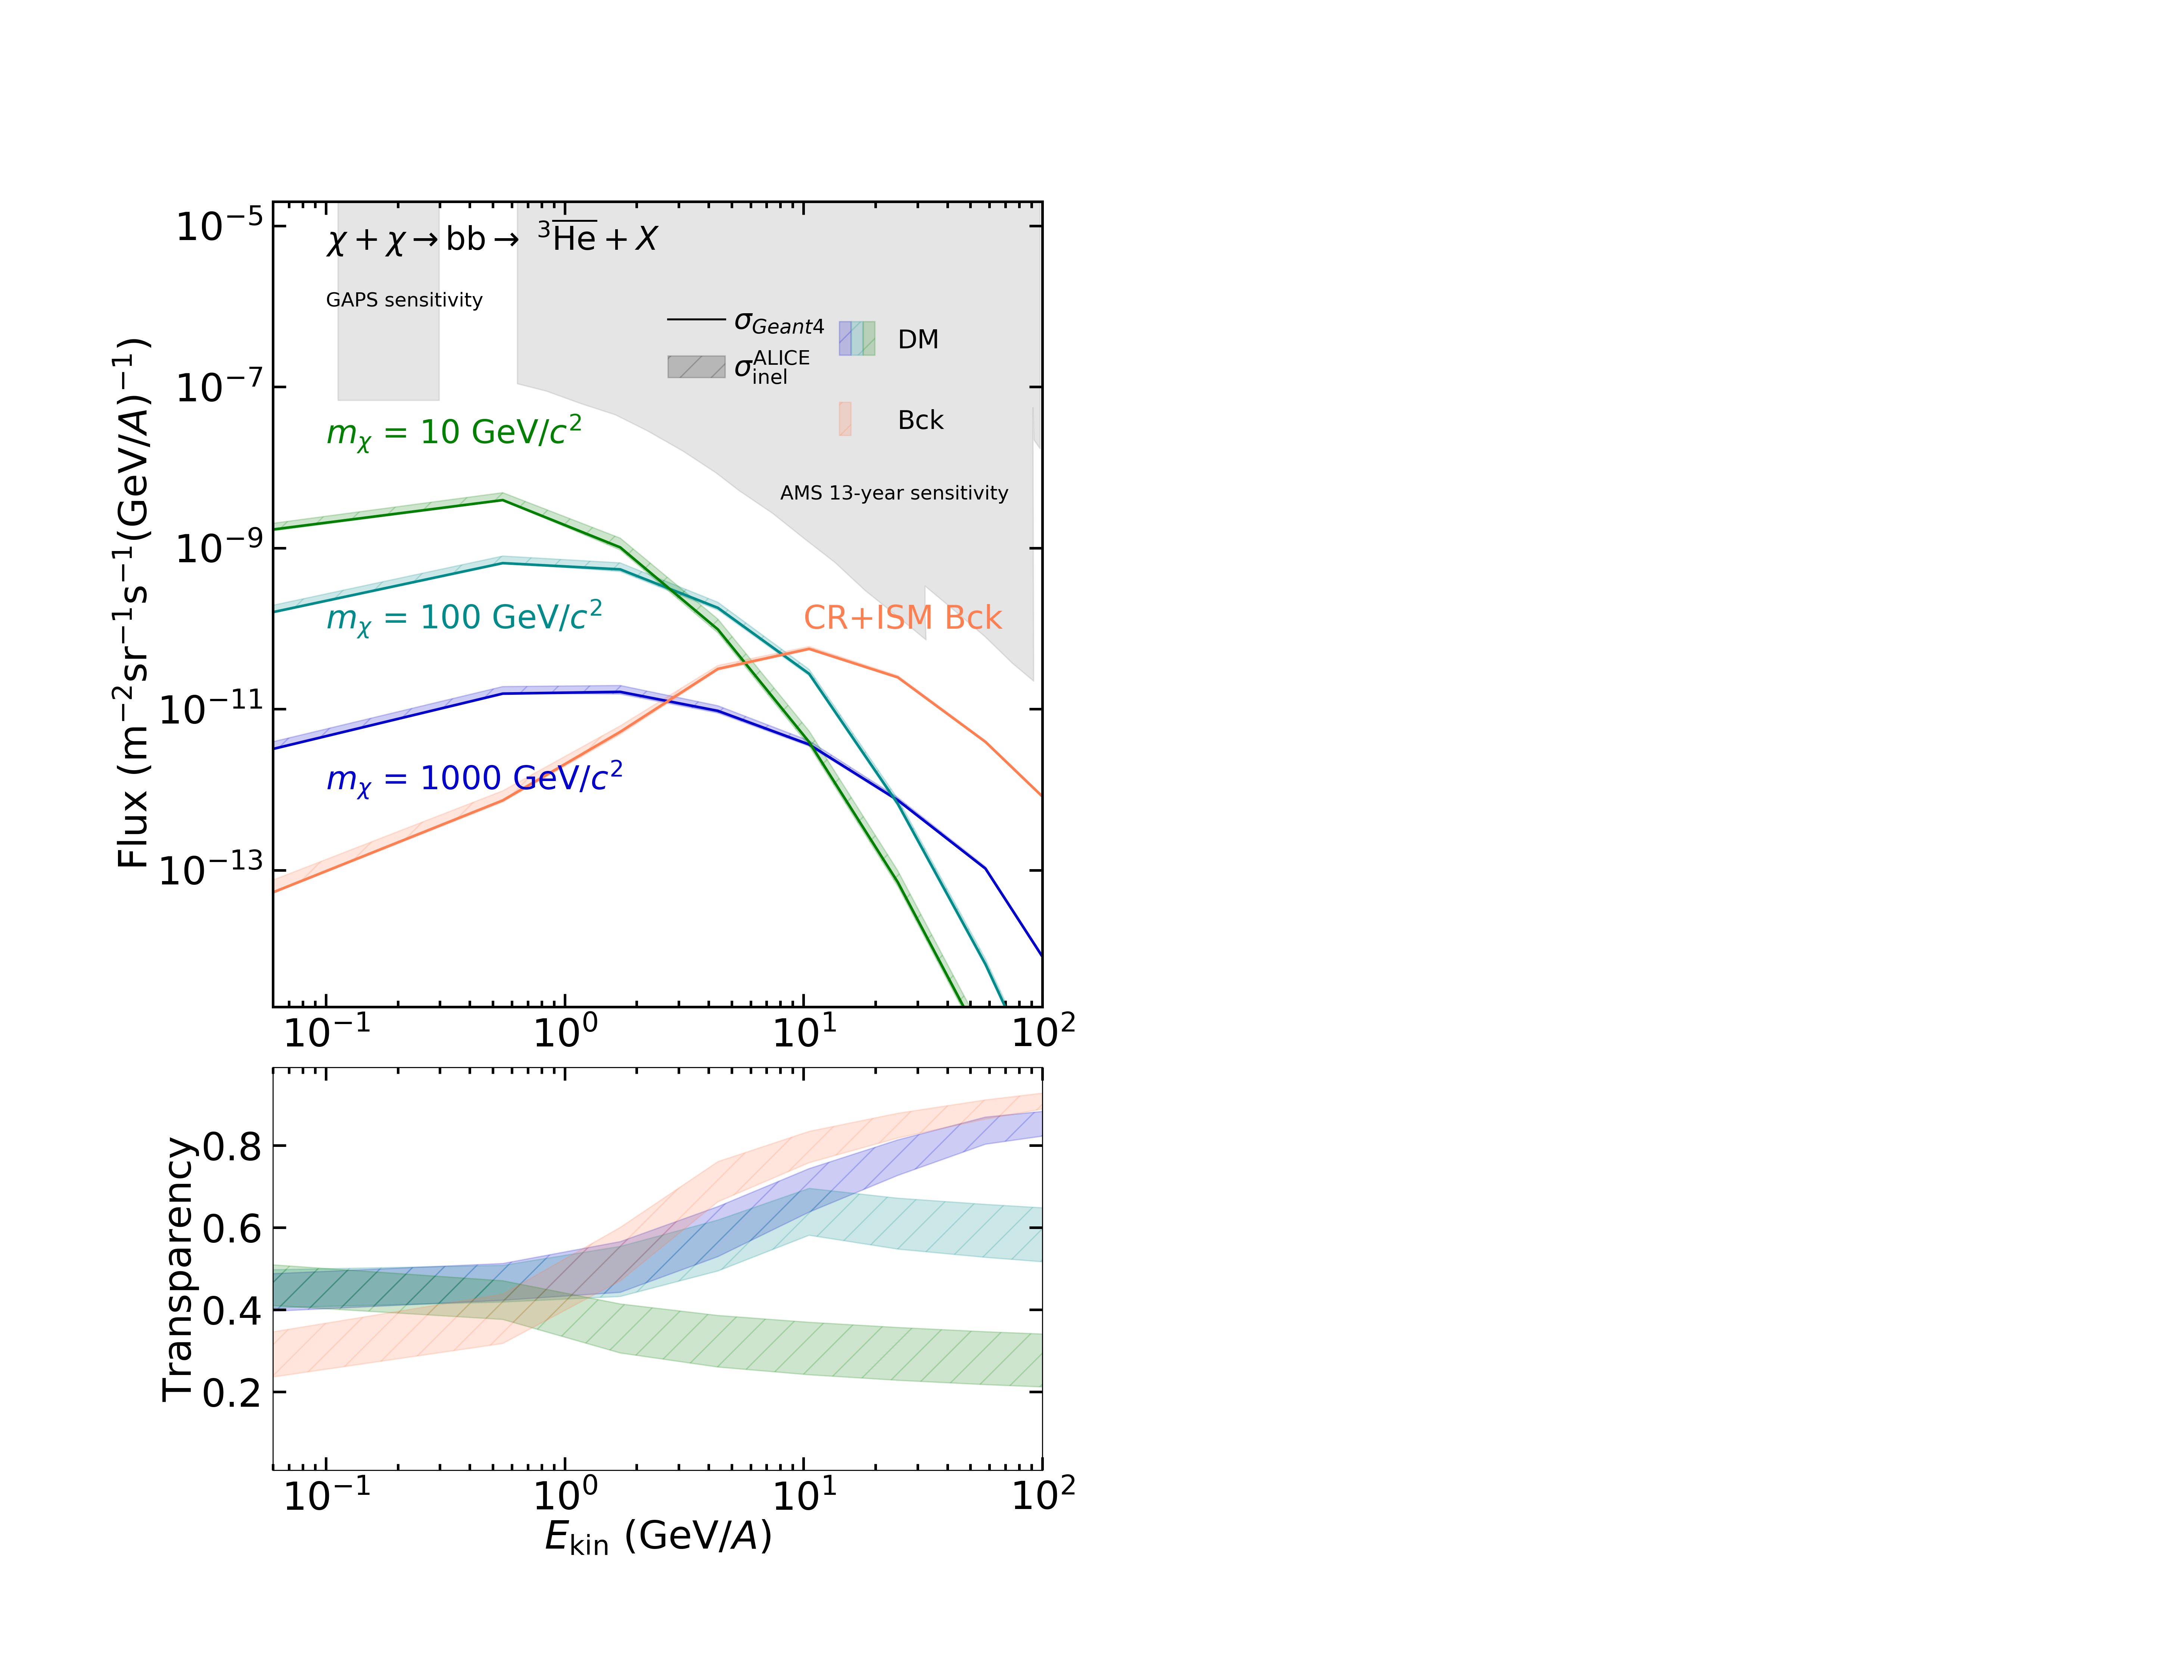 10⁻⁵
χ + χ → bb → ³H̅e̅ + X
GAPS sensitivity
σ_Geant4
DM
σ_inel^ALICE
10⁻⁷
Bck
m_χ = 10 GeV/c²
AMS 13-year sensitivity
Flux (m⁻²sr⁻¹s⁻¹(GeV/A)⁻¹)
10⁻⁹
m_χ = 100 GeV/c²
CR+ISM Bck
10⁻¹¹
m_χ = 1000 GeV/c²
10⁻¹³
10⁻¹ 10⁰ 10¹ 10²
Transparency
0.8
0.6
0.4
0.2
10⁻¹ 10⁰ 10¹ 10²
E_kin (GeV/A)